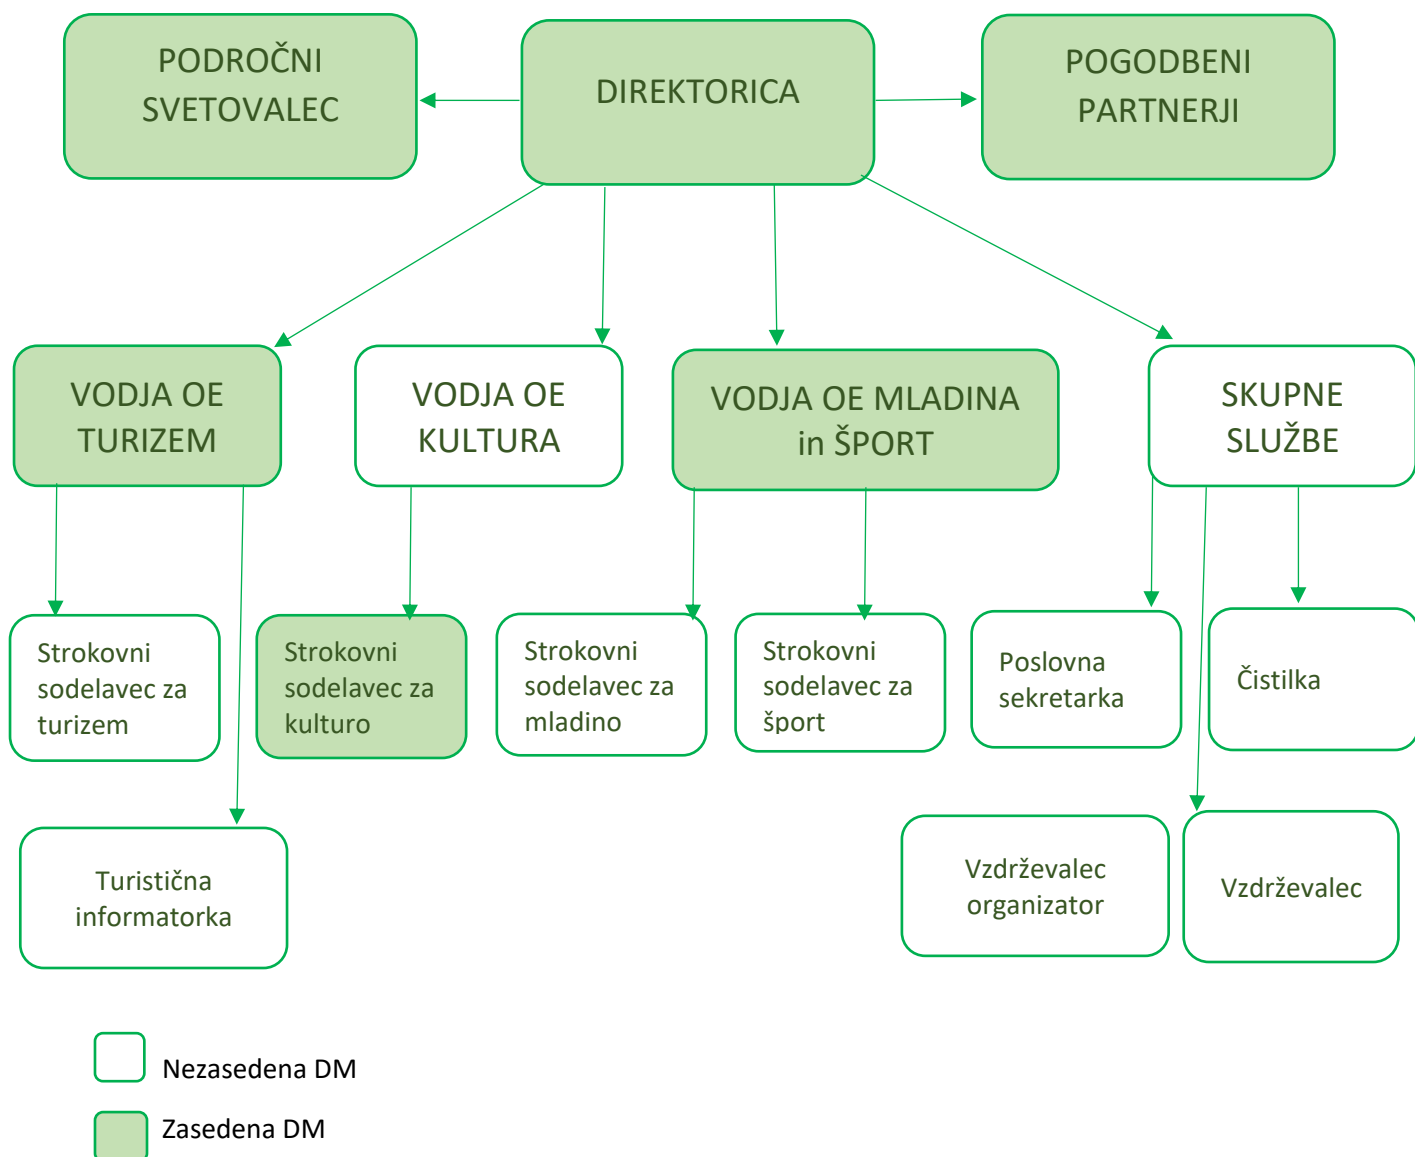 PODROČNI
SVETOVALEC
DIREKTORICA
POGODBENI
PARTNERJI
VODJA OE
TURIZEM
VODJA OE
KULTURA
VODJA OE MLADINA
in ŠPORT
SKUPNE
SLUŽBE
Strokovni
sodelavec za
turizem
Strokovni
sodelavec za
kulturo
Strokovni
sodelavec za
mladino
Strokovni
sodelavec za
šport
Poslovna
sekretarka
Čistilka
Turistična
informatorka
Vzdrževalec
organizator
Vzdrževalec
Nezasedena DM
Zasedena DM